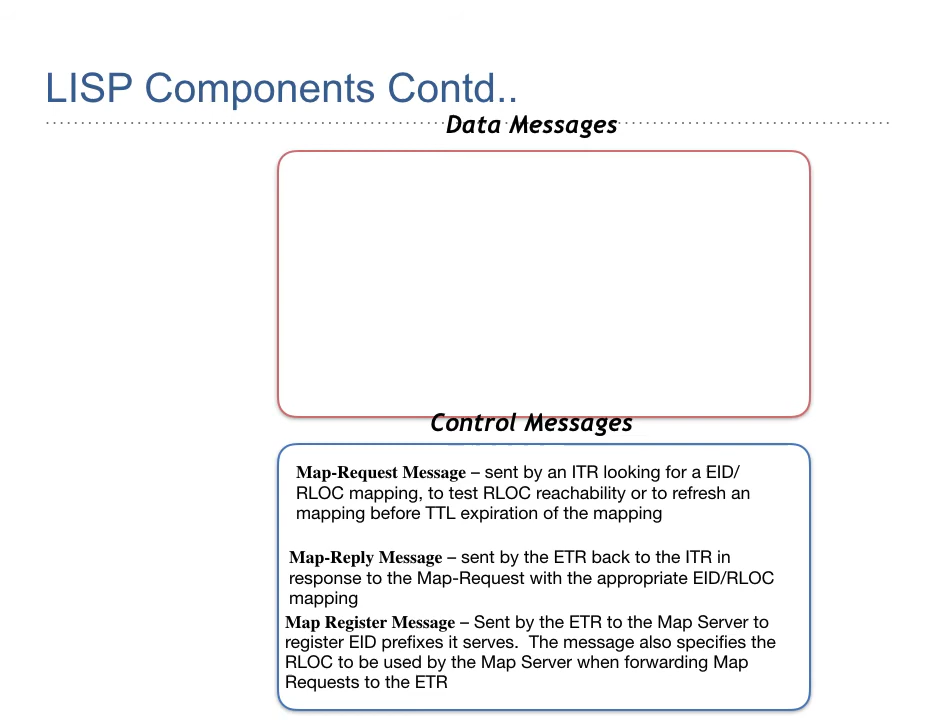 LISP Components Contd..
Data Messages
Control Messages
Map-Request Message – sent by an ITR looking for a EID/
RLOC mapping, to test RLOC reachability or to refresh an
mapping before TTL expiration of the mapping
Map-Reply Message – sent by the ETR back to the ITR in
response to the Map-Request with the appropriate EID/RLOC
mapping
Map Register Message – Sent by the ETR to the Map Server to
register EID prefixes it serves.  The message also specifies the
RLOC to be used by the Map Server when forwarding Map
Requests to the ETR